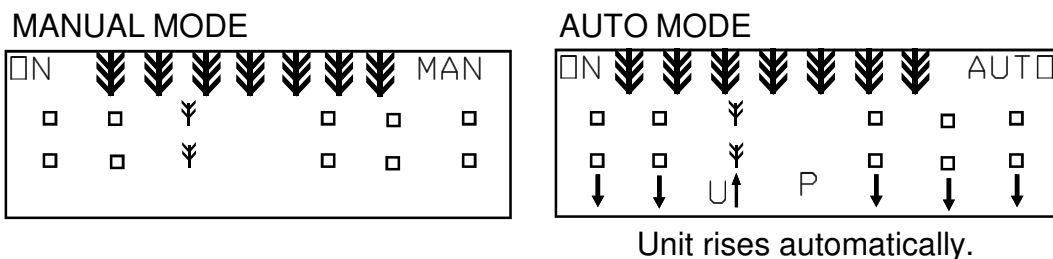 MANUAL MODE
ON MAN
AUTO MODE
ON AUTO
U P
Unit rises automatically.